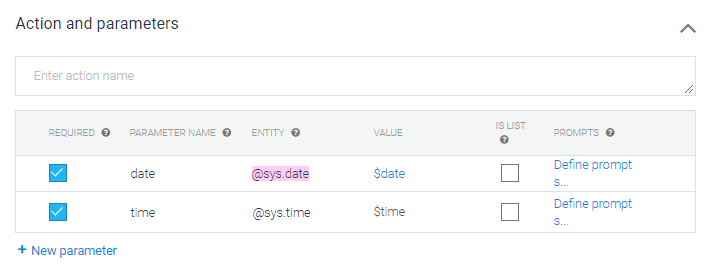 Action and parameters
Enter action name
REQUIRED ? PARAMETER NAME ? ENTITY ? VALUE IS LIST ? PROMPTS ?
date @sys.date $date Define prompt
s...
time @sys.time $time Define prompt
s...
+ New parameter